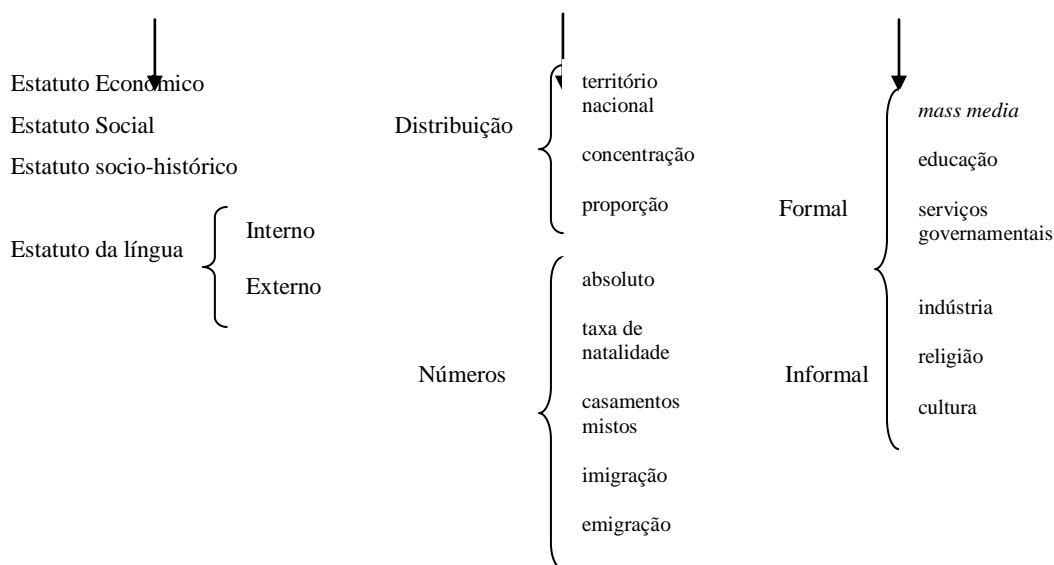 Estatuto Económico
Estatuto Social
Estatuto socio-histórico
Estatuto da língua
Interno
Externo
Distribuição
território
nacional
concentração
proporção
Números
absoluto
taxa de
natalidade
casamentos
mistos
imigração
emigração
Formal
Informal
mass media
educação
serviços
governamentais
indústria
religião
cultura